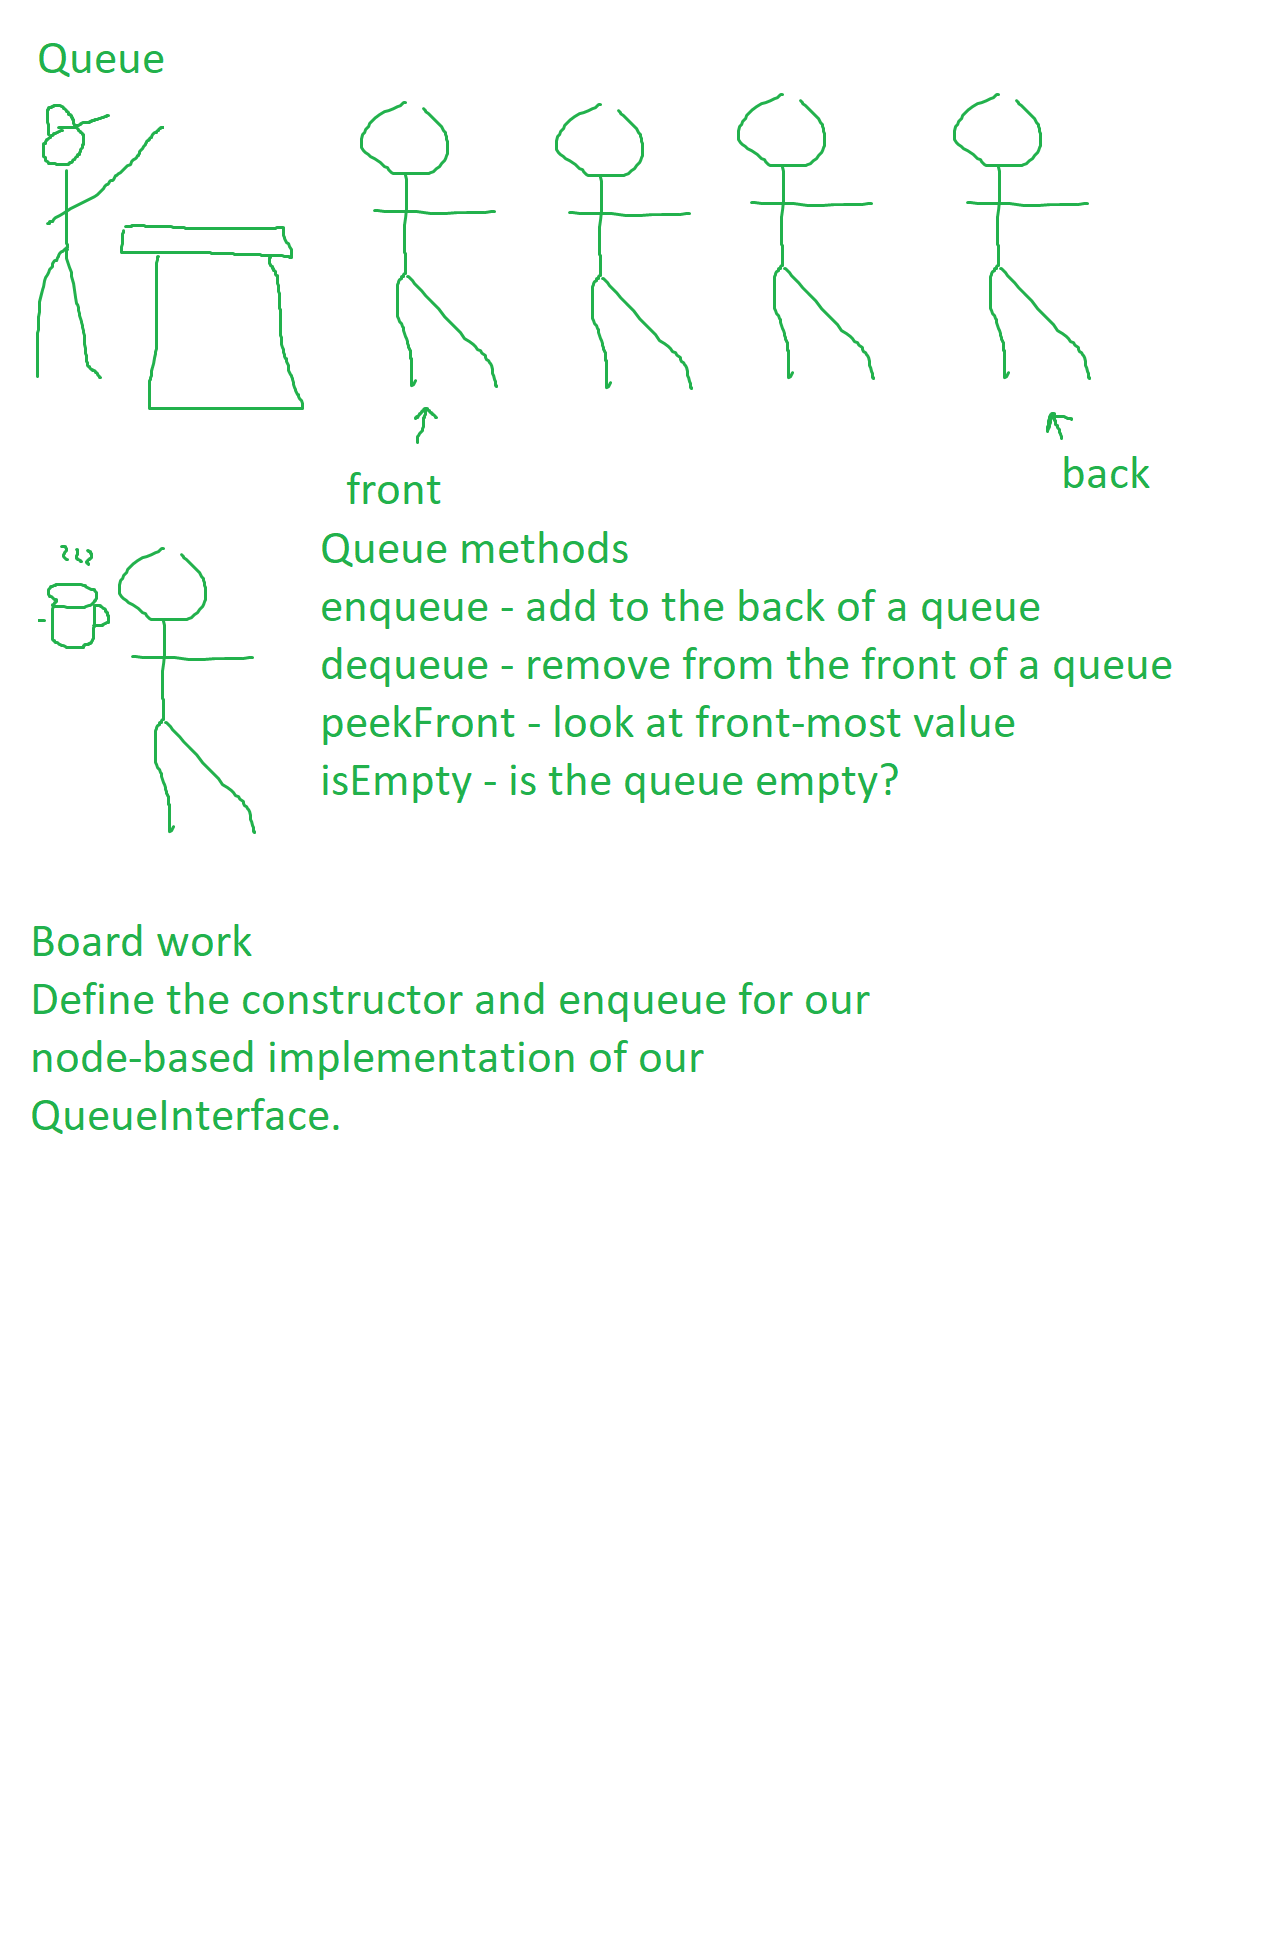 Queue
front
back
Queue methods
enqueue - add to the back of a queue
dequeue - remove from the front of a queue
peekFront - look at front-most value
isEmpty - is the queue empty?
Board work
Define the constructor and enqueue for our
node-based implementation of our
QueueInterface.